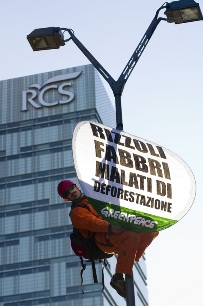 RCS
RIZZOLI
FABBRI
MALATI DI
DEFORESTAZIONE
GREENPEACE